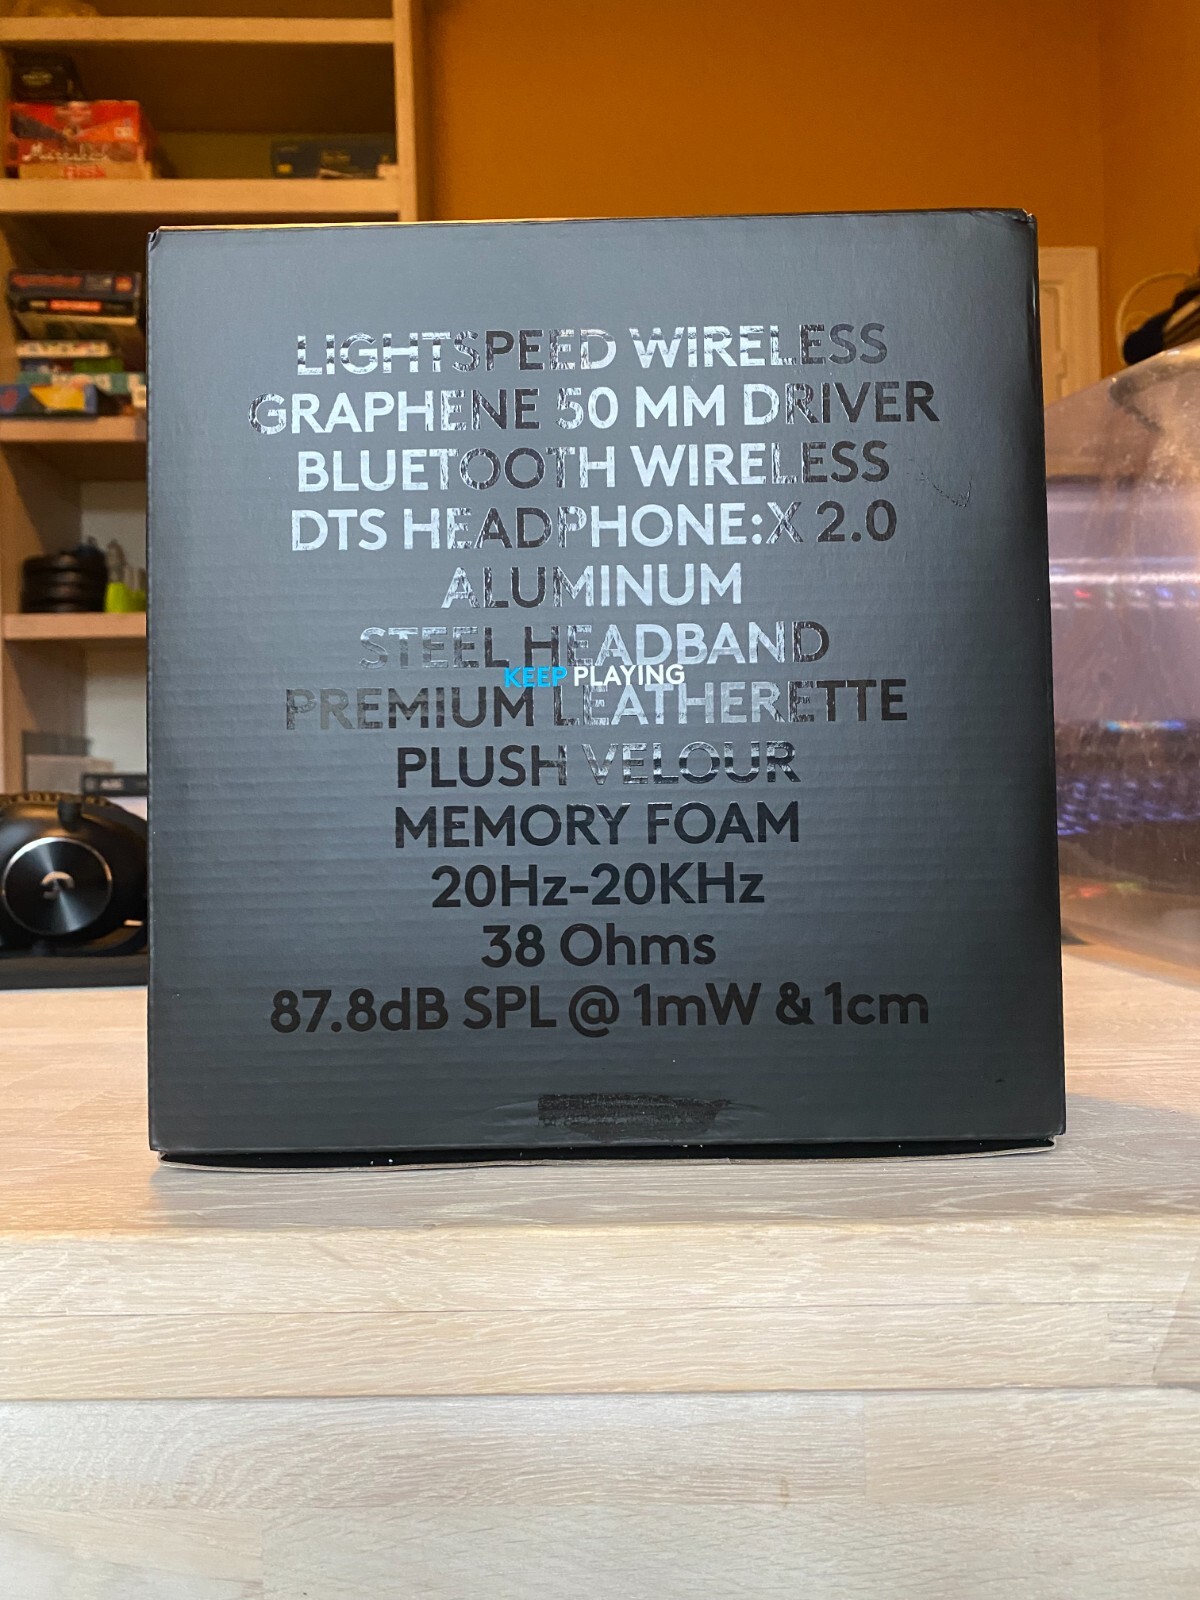 LIGHTSPEED WIRELESS
GRAPHENE 50 MM DRIVER
BLUETOOTH WIRELESS
DTS HEADPHONE:X 2.0
ALUMINUM
STEEL HEADBAND
KEEP PLAYING
PREMIUM LEATHERETTE
PLUSH VELOUR
MEMORY FOAM
20Hz-20KHz
38 Ohms
87.8dB SPL @ 1mW & 1cm